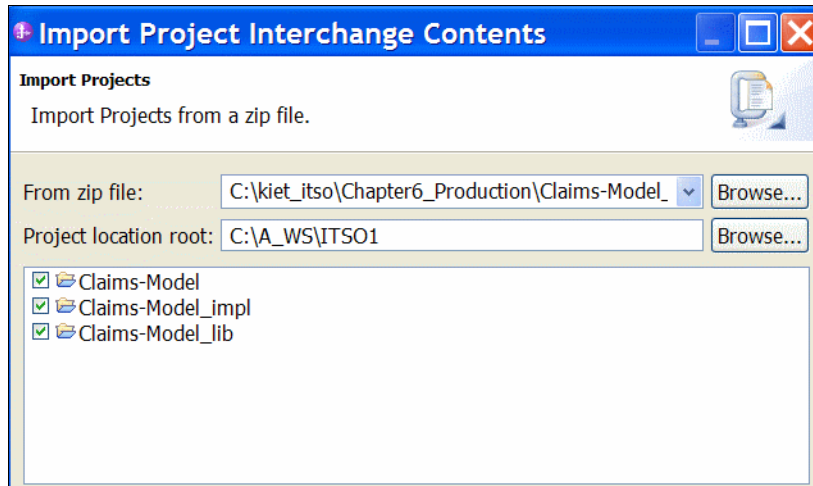 Import Project Interchange Contents
Import Projects
Import Projects from a zip file.
From zip file: C:\kiet_itso\Chapter6_Production\Claims-Model_ Browse...
Project location root: C:\A_WS\ITSO1 Browse...
Claims-Model
Claims-Model_impl
Claims-Model_lib